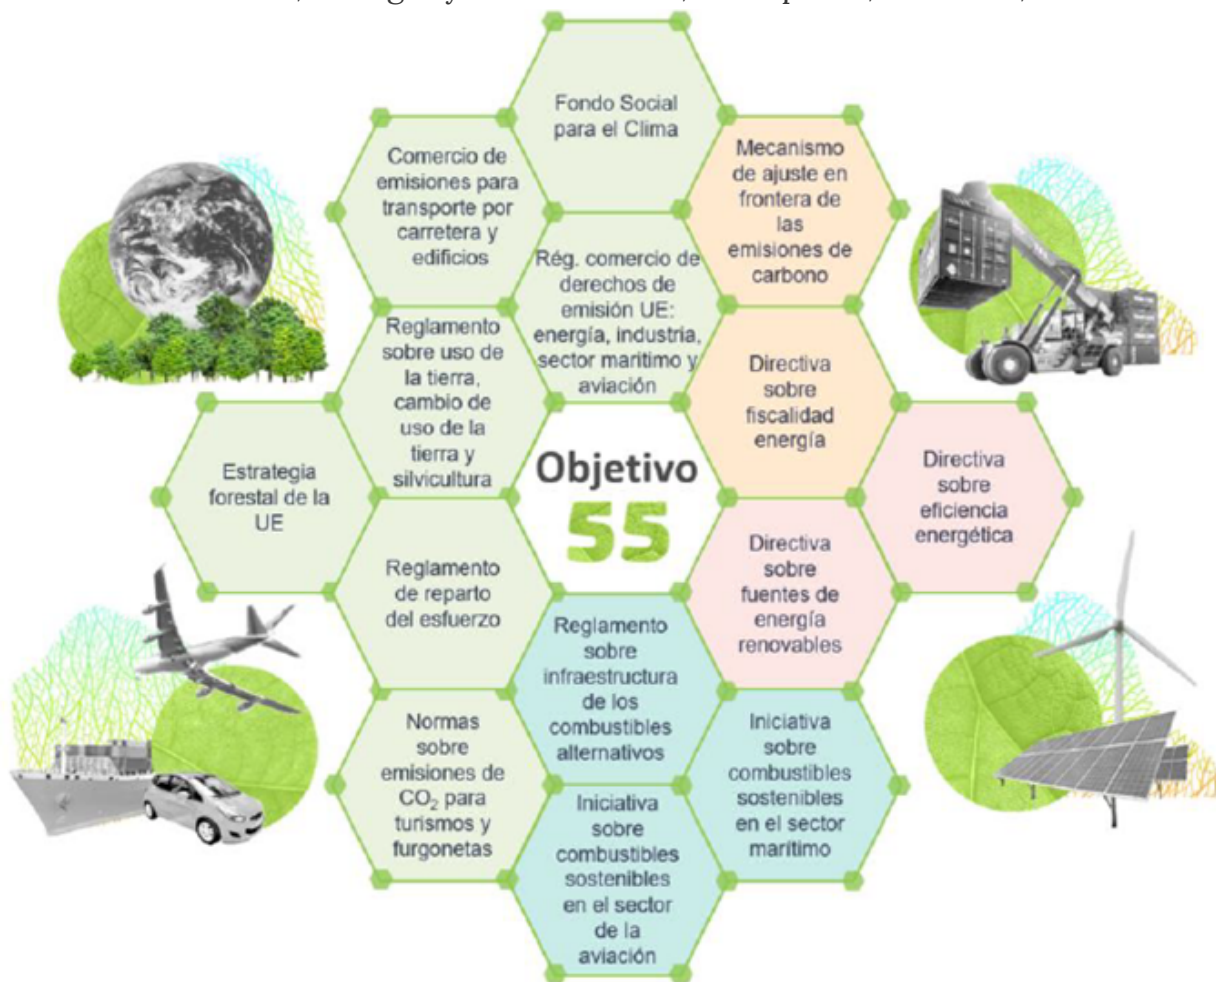 Fondo Social
para el Clima
Comercio de
emisiones para
transporte por
carretera y
edificios
Mecanismo
de ajuste en
frontera de
las
emisiones de
carbono
Rég. comercio de
derechos de
emisión UE:
energía, industria,
sector marítimo y
aviación
Reglamento
sobre uso de
la tierra,
cambio de
uso de la
tierra y
silvicultura
Directiva
sobre
fiscalidad
energía
Estrategia
forestal de la
UE
Objetivo
55
Directiva
sobre
eficiencia
energética
Reglamento
de reparto
del esfuerzo
Directiva
sobre
fuentes de
energía
renovables
Reglamento
sobre
infraestructura
de los
combustibles
alternativos
Normas
sobre
emisiones de
CO₂ para
turismos y
furgonetas
Iniciativa
sobre
combustibles
sostenibles
en el sector
marítimo
Iniciativa
sobre
combustibles
sostenibles
en el sector
de la
aviación